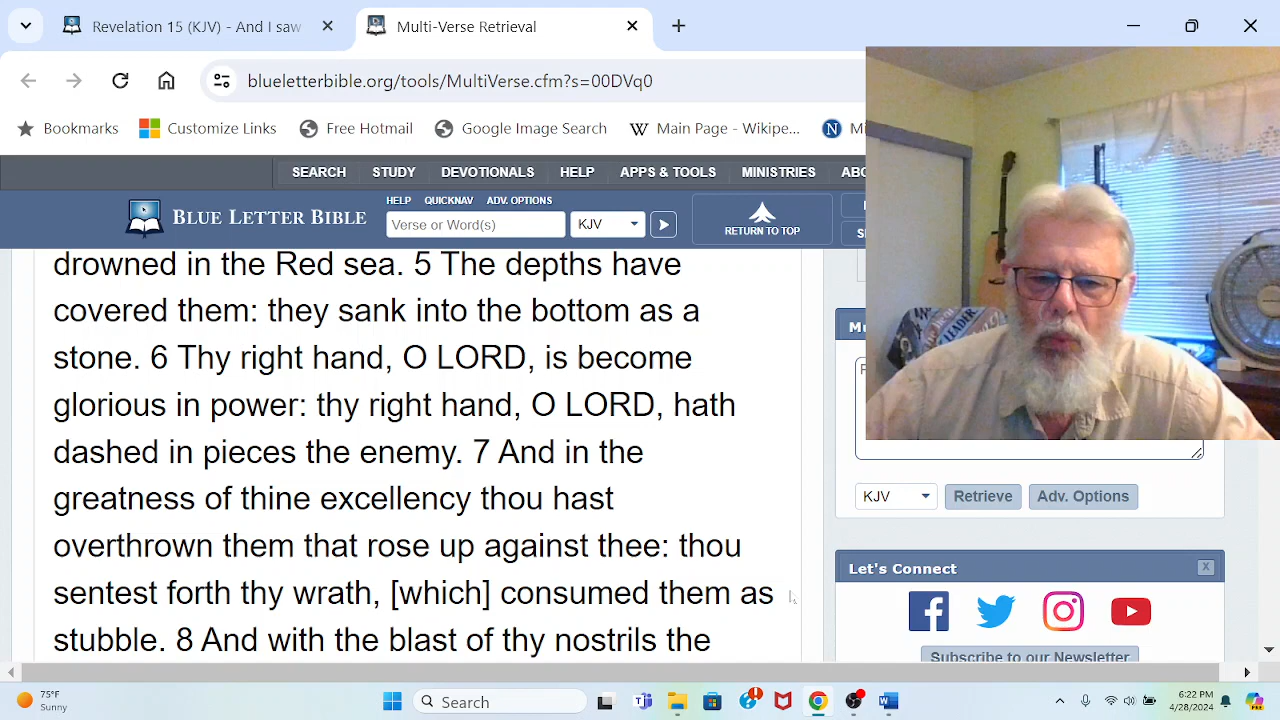 Revelation 15 (KJV) - And I saw
Multi-Verse Retrieval
blueletterbible.org/tools/MultiVerse.cfm?s=00DVq0
Bookmarks
Customize Links
Free Hotmail
Google Image Search
Main Page - Wikipe...
SEARCH STUDY DEVOTIONALS HELP APPS & TOOLS MINISTRIES
BLUE LETTER BIBLE
HELP QUICKNAV ADV. OPTIONS
Verse or Word(s)
KJV
RETURN TO TOP
drowned in the Red sea. 5 The depths have
covered them: they sank into the bottom as a
stone. 6 Thy right hand, O LORD, is become
glorious in power: thy right hand, O LORD, hath
dashed in pieces the enemy. 7 And in the
greatness of thine excellency thou hast
overthrown them that rose up against thee: thou
sentest forth thy wrath, [which] consumed them as
stubble. 8 And with the blast of thy nostrils the
LEADER
KJV
Retrieve
Adv. Options
Let's Connect
X
Subscribe to our Newsletter
75°F
Sunny
Search
6:22 PM
4/28/2024